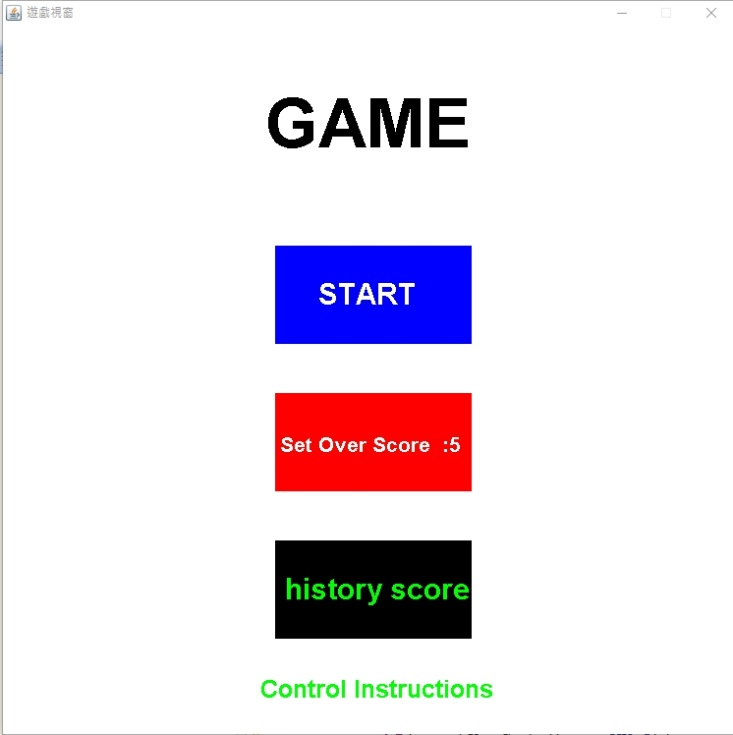 遊戲視窗
GAME
START
Set Over Score :5
history score
Control Instructions